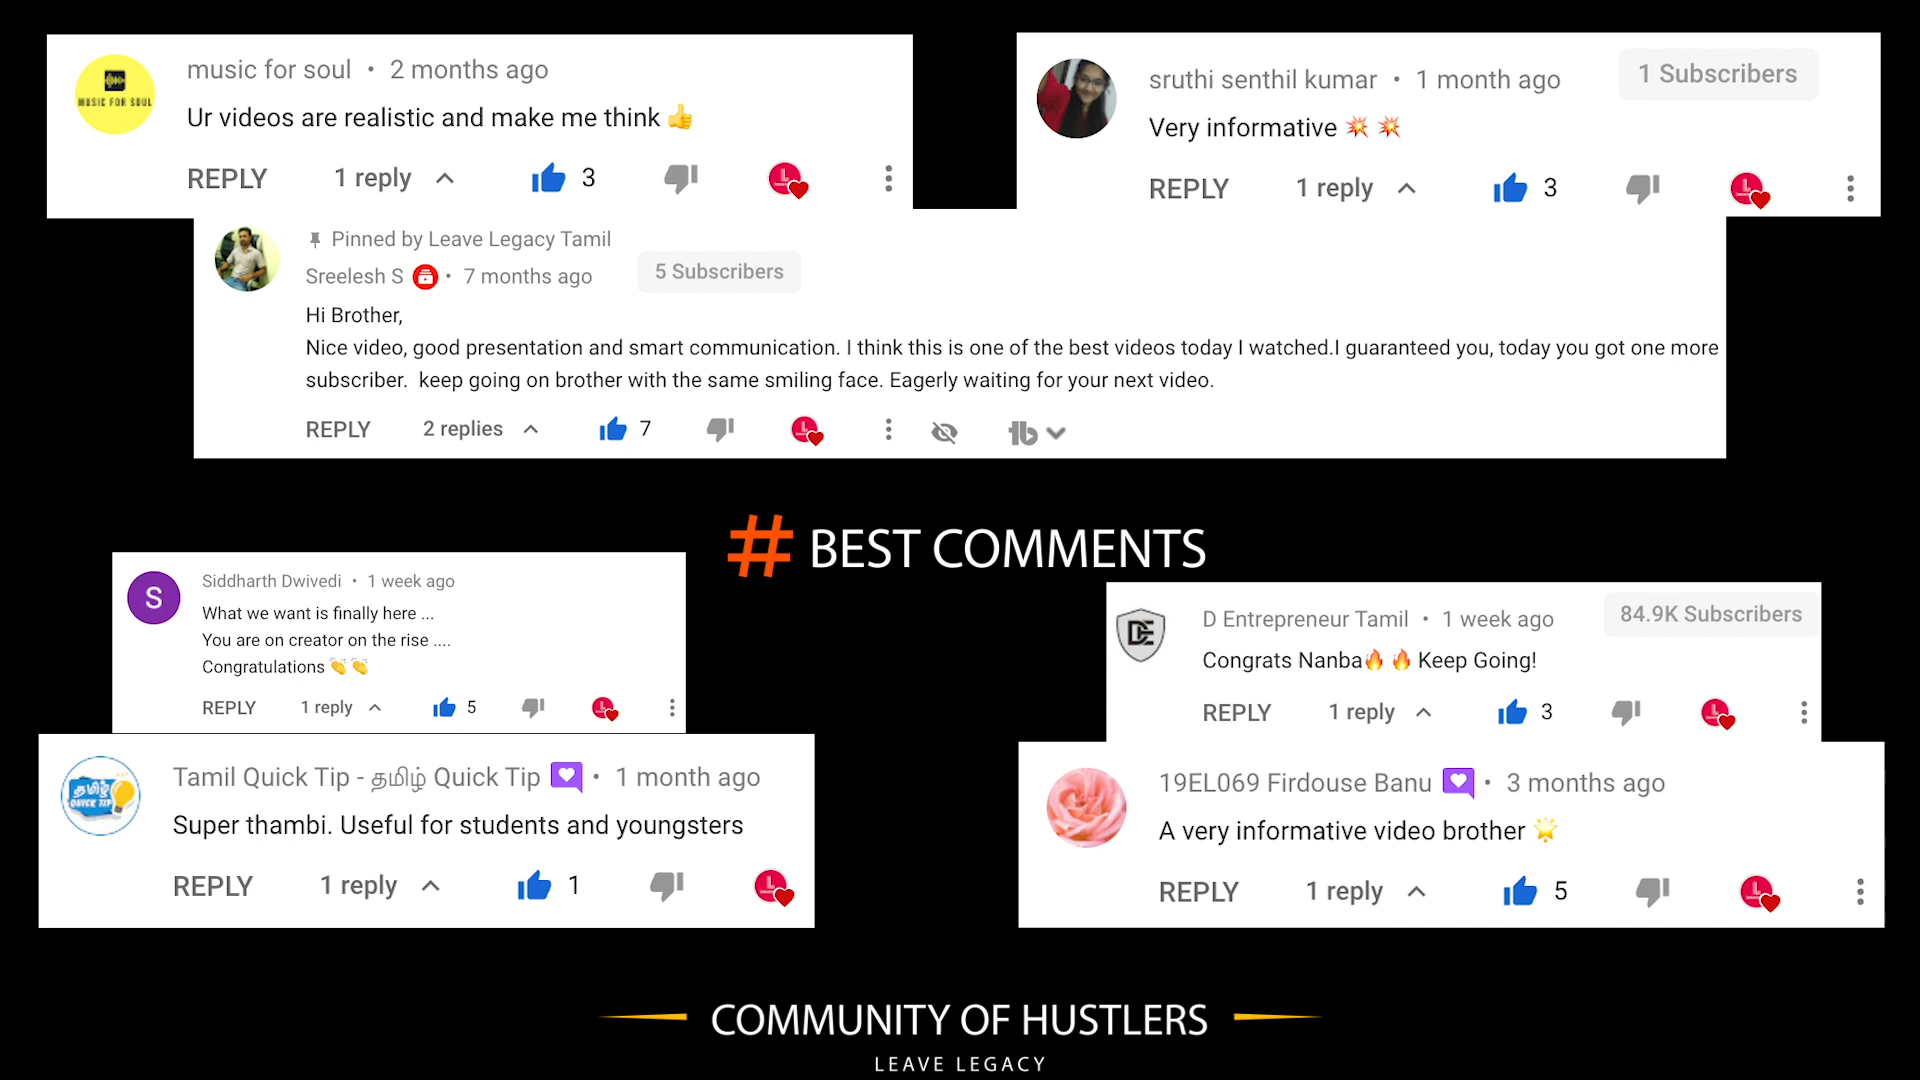 music for soul • 2 months ago
Ur videos are realistic and make me think 👍
REPLY 1 reply 3
MUSIC FOR SOUL
sruthi senthil kumar • 1 month ago 1 Subscribers
Very informative 💥 💥
REPLY 1 reply 3
Pinned by Leave Legacy Tamil
Sreelesh S • 7 months ago 5 Subscribers
Hi Brother,
Nice video, good presentation and smart communication. I think this is one of the best videos today I watched.I guaranteed you, today you got one more
subscriber.  keep going on brother with the same smiling face. Eagerly waiting for your next video.
REPLY 2 replies 7 tb
# BEST COMMENTS
S
Siddharth Dwivedi • 1 week ago
What we want is finally here ...
You are on creator on the rise ....
Congratulations 👏 👏
REPLY 1 reply 5
DE
D Entrepreneur Tamil • 1 week ago 84.9K Subscribers
Congrats Nanba🔥 🔥 Keep Going!
REPLY 1 reply 3
தமிழ்
QUICK TIP
Tamil Quick Tip - தமிழ் Quick Tip • 1 month ago
Super thambi. Useful for students and youngsters
REPLY 1 reply 1
19EL069 Firdouse Banu • 3 months ago
A very informative video brother 🌟
REPLY 1 reply 5
COMMUNITY OF HUSTLERS
LEAVE LEGACY